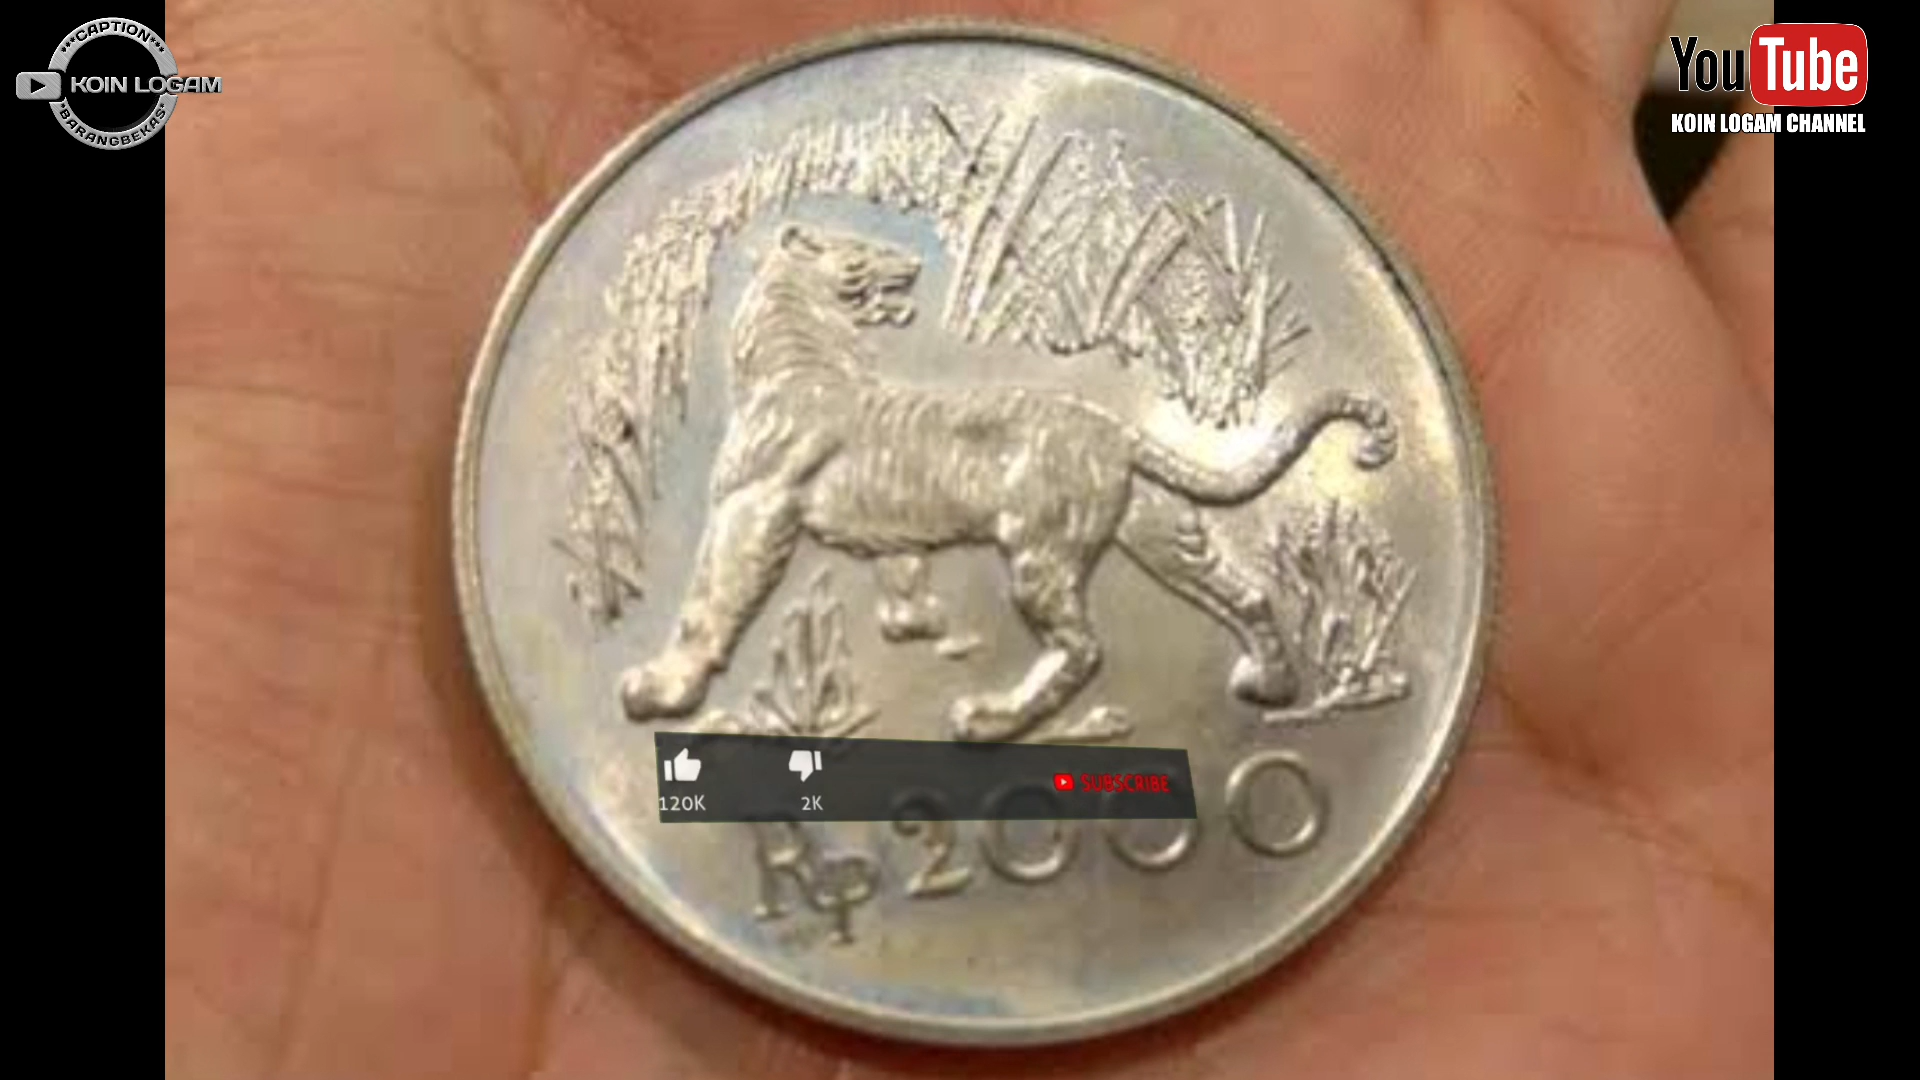 ***CAPTION***
KOIN LOGAM
*BARANGBEKAS*
YouTube
KOIN LOGAM CHANNEL
120K
2K
SUBSCRIBE
Rp 2000